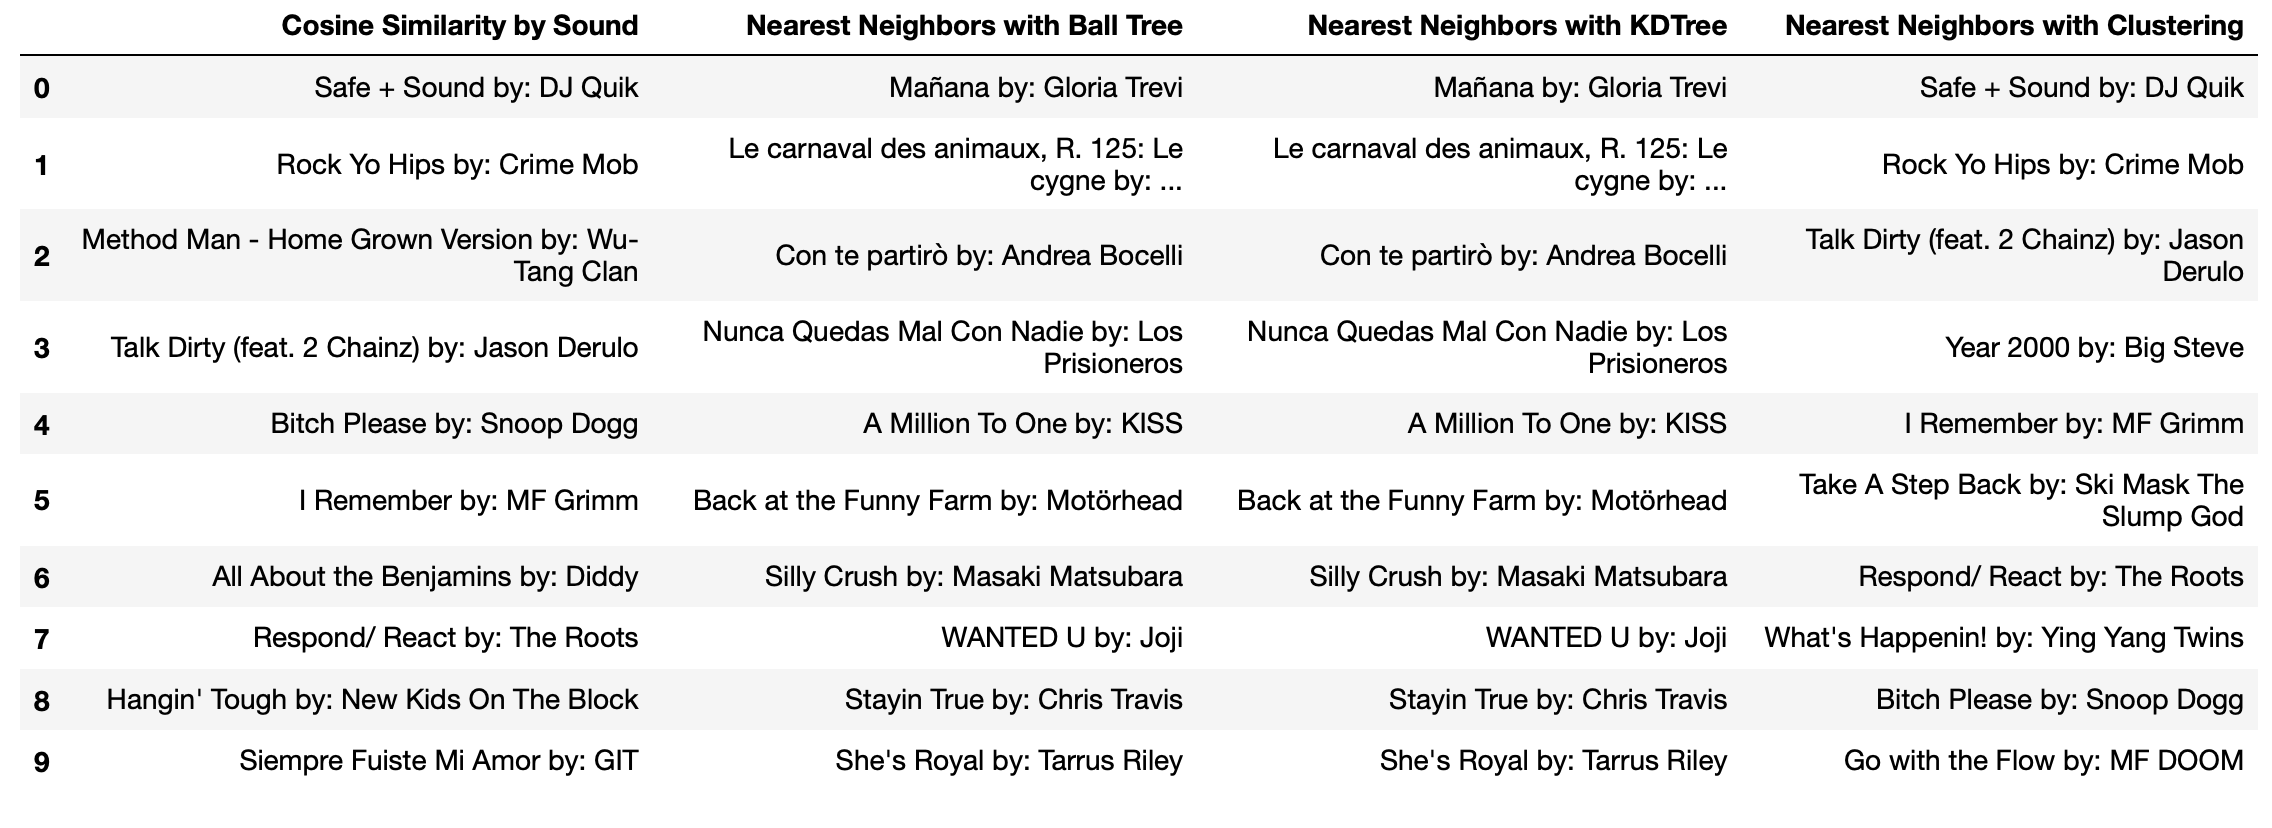 Cosine Similarity by Sound Nearest Neighbors with Ball Tree Nearest Neighbors with KDTree Nearest Neighbors with Clustering
0 Safe + Sound by: DJ Quik Mañana by: Gloria Trevi Mañana by: Gloria Trevi Safe + Sound by: DJ Quik
1 Rock Yo Hips by: Crime Mob Le carnaval des animaux, R. 125: Le
cygne by: ... Le carnaval des animaux, R. 125: Le
cygne by: ... Rock Yo Hips by: Crime Mob
2 Method Man - Home Grown Version by: Wu-
Tang Clan Con te partirò by: Andrea Bocelli Con te partirò by: Andrea Bocelli Talk Dirty (feat. 2 Chainz) by: Jason
Derulo
3 Talk Dirty (feat. 2 Chainz) by: Jason Derulo Nunca Quedas Mal Con Nadie by: Los
Prisioneros Nunca Quedas Mal Con Nadie by: Los
Prisioneros Year 2000 by: Big Steve
4 Bitch Please by: Snoop Dogg A Million To One by: KISS A Million To One by: KISS I Remember by: MF Grimm
5 I Remember by: MF Grimm Back at the Funny Farm by: Motörhead Back at the Funny Farm by: Motörhead Take A Step Back by: Ski Mask The
Slump God
6 All About the Benjamins by: Diddy Silly Crush by: Masaki Matsubara Silly Crush by: Masaki Matsubara Respond/ React by: The Roots
7 Respond/ React by: The Roots WANTED U by: Joji WANTED U by: Joji What's Happenin! by: Ying Yang Twins
8 Hangin' Tough by: New Kids On The Block Stayin True by: Chris Travis Stayin True by: Chris Travis Bitch Please by: Snoop Dogg
9 Siempre Fuiste Mi Amor by: GIT She's Royal by: Tarrus Riley She's Royal by: Tarrus Riley Go with the Flow by: MF DOOM